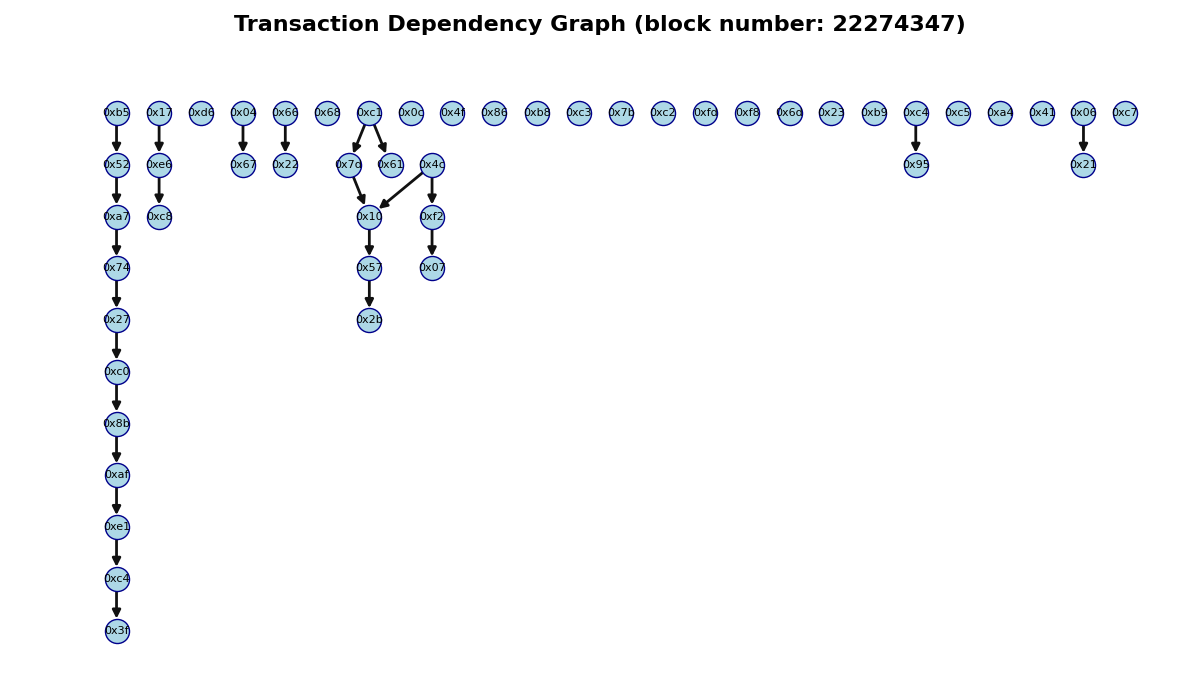 Transaction Dependency Graph (block number: 22274347)
0xb5 0x17 0xd6 0x04 0x66 0x68 0xc1 0x0c 0x4f 0x86 0xb8 0xc3 0x7b 0xc2 0xfd 0xf8 0x6d 0x23 0xb9 0xc4 0xc5 0xa4 0x41 0x06 0xc7
0x52 0xe6 0x67 0x22 0x7d 0x61 0x4c 0x95 0x21
0xa7 0xc8 0x10 0xf2
0x74 0x57 0x07
0x27 0x2b
0xc0
0x8b
0xaf
0xe1
0xc4
0x3f